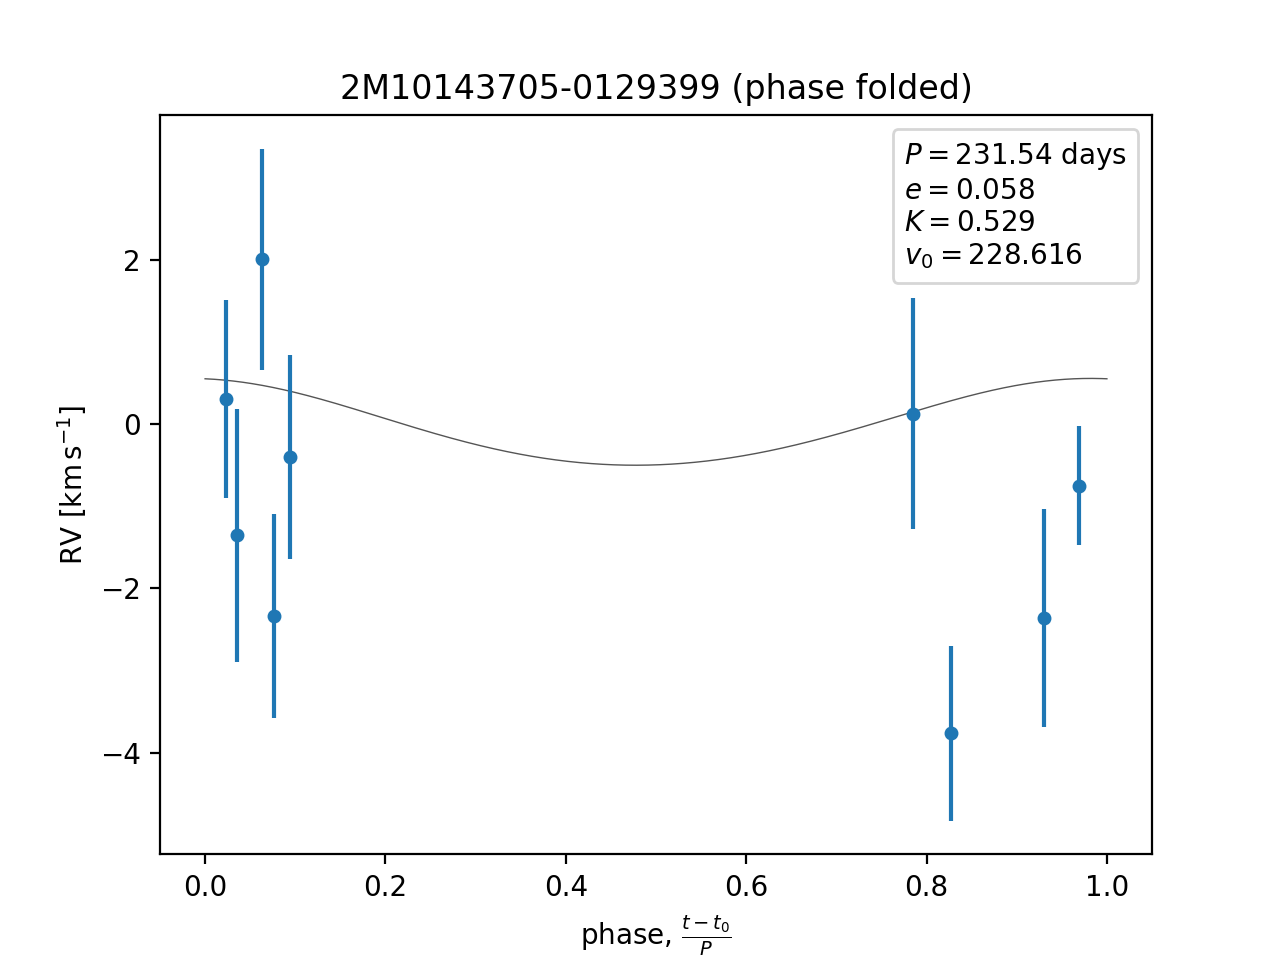 2M10143705-0129399 (phase folded)
P = 231.54 days
e = 0.058
K = 0.529
v₀ = 228.616
RV [km s⁻¹]
2
0
−2
−4
0.0 0.2 0.4 0.6 0.8 1.0
phase, (t − t₀)/P